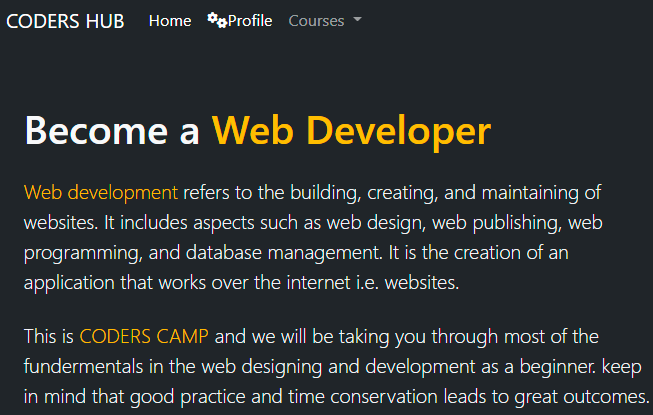 CODERS HUB Home Profile Courses
Become a Web Developer
Web development refers to the building, creating, and maintaining of
websites. It includes aspects such as web design, web publishing, web
programming, and database management. It is the creation of an
application that works over the internet i.e. websites.
This is CODERS CAMP and we will be taking you through most of the
fundermentals in the web designing and development as a beginner. keep
in mind that good practice and time conservation leads to great outcomes.